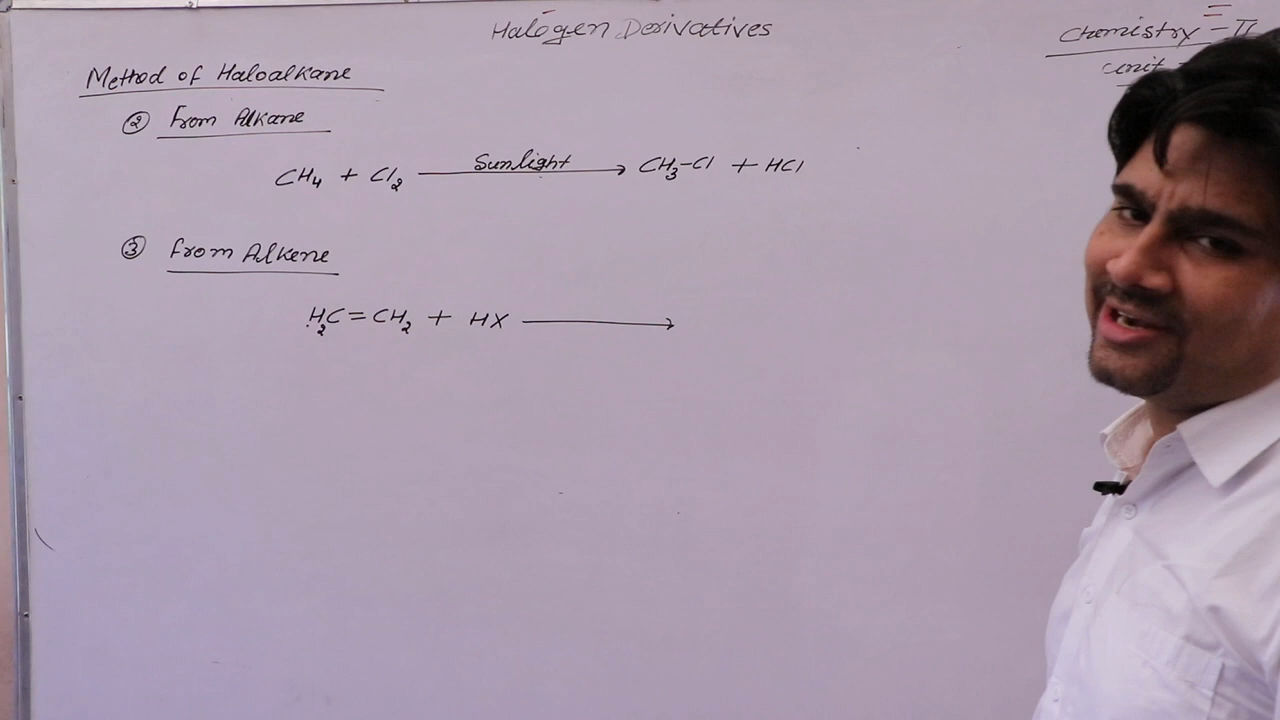 Halogen Derivatives
Chemistry - II
unit -
Method of Haloalkane
② From Alkane
CH₄ + Cl₂ Sunlight → CH₃-Cl + HCl
③ From Alkene
H₂C=CH₂ + HX →